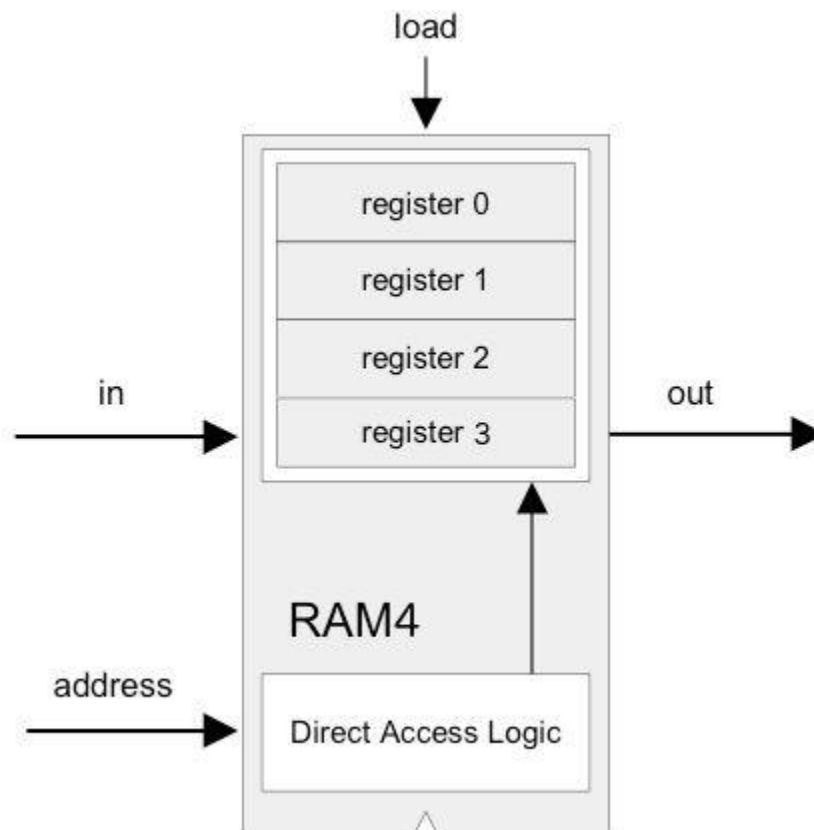 load
register 0
register 1
register 2
in
out
register 3
RAM4
address
Direct Access Logic